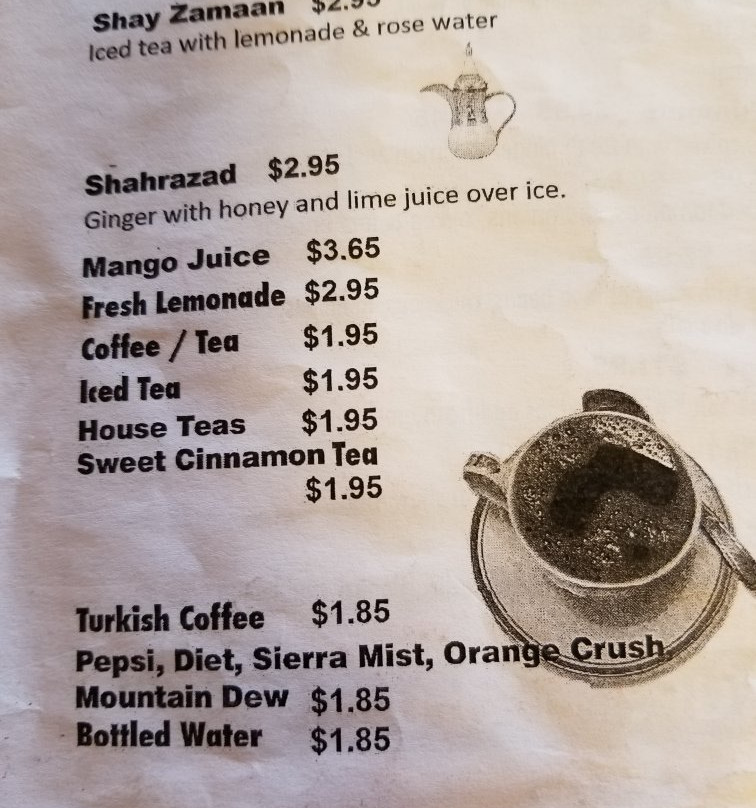 Shay Zamaan $2.95
Iced tea with lemonade & rose water
Shahrazad $2.95
Ginger with honey and lime juice over ice.
Mango Juice $3.65
Fresh Lemonade $2.95
Coffee / Tea $1.95
Iced Tea $1.95
House Teas $1.95
Sweet Cinnamon Tea
$1.95
Turkish Coffee $1.85
Pepsi, Diet, Sierra Mist, Orange Crush
Mountain Dew $1.85
Bottled Water $1.85